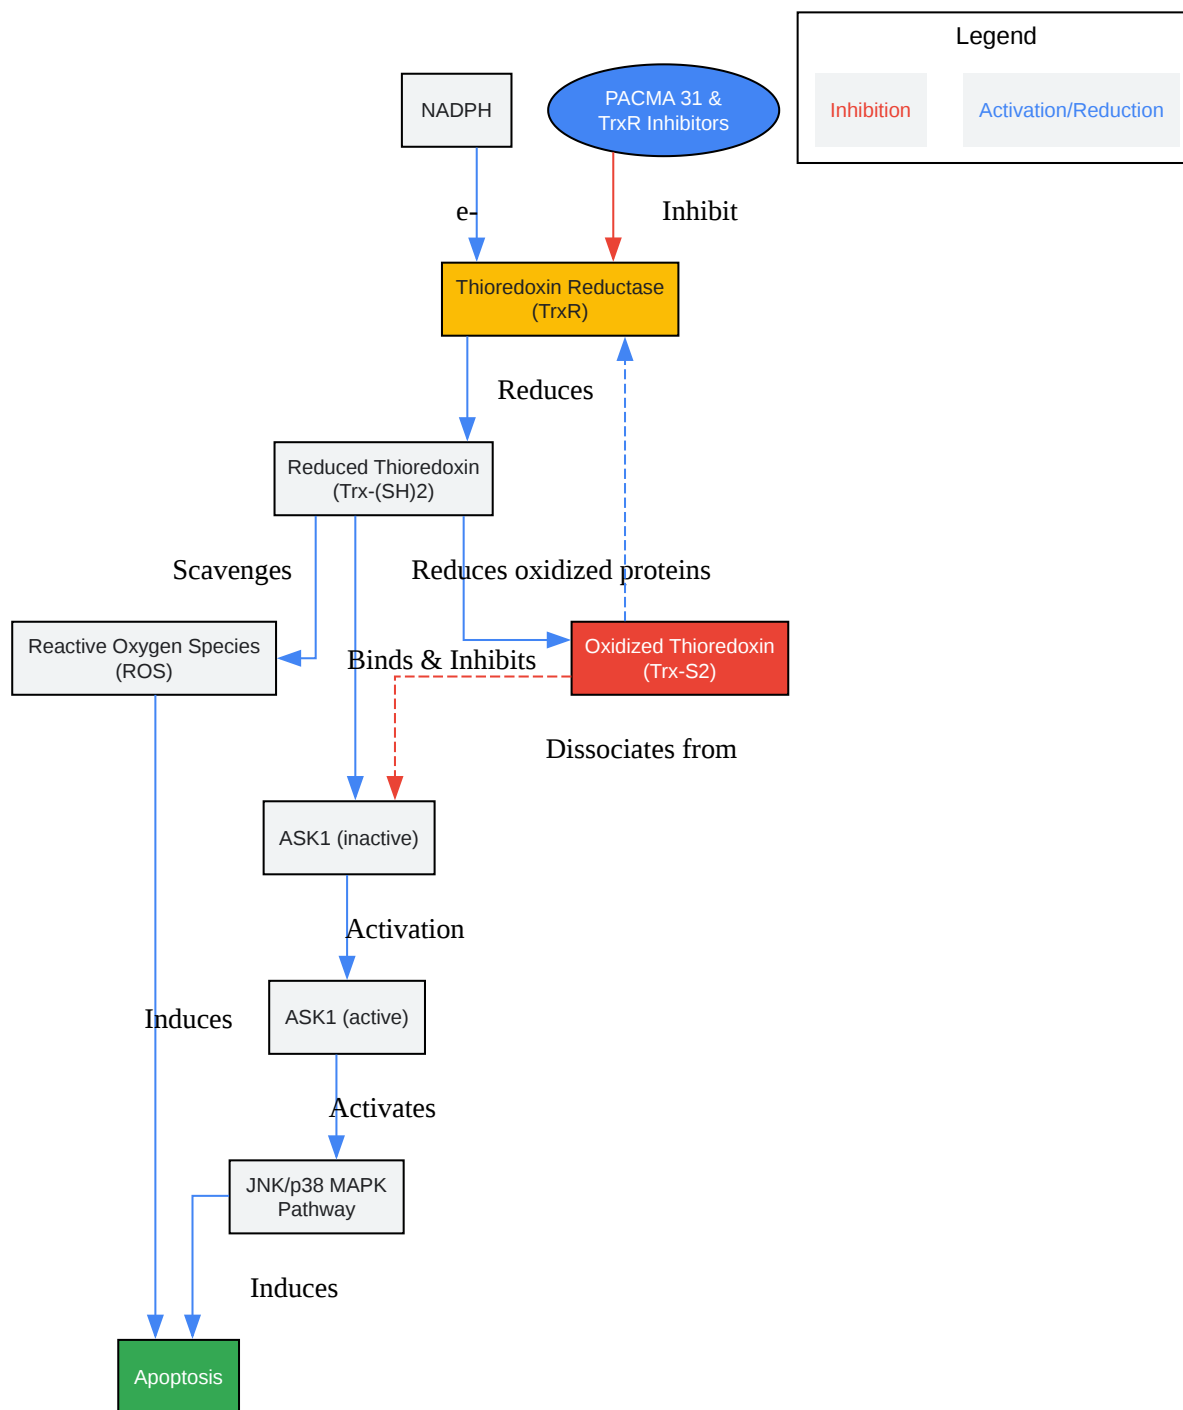 Legend
Inhibition
Activation/Reduction
NADPH
PACMA 31 &
TrxR Inhibitors
e-
Inhibit
Thioredoxin Reductase
(TrxR)
Reduces
Reduced Thioredoxin
(Trx-(SH)2)
Scavenges
Reduces oxidized proteins
Reactive Oxygen Species
(ROS)
Binds & Inhibits
Oxidized Thioredoxin
(Trx-S2)
Dissociates from
ASK1 (inactive)
Activation
Induces
ASK1 (active)
Activates
JNK/p38 MAPK
Pathway
Induces
Apoptosis